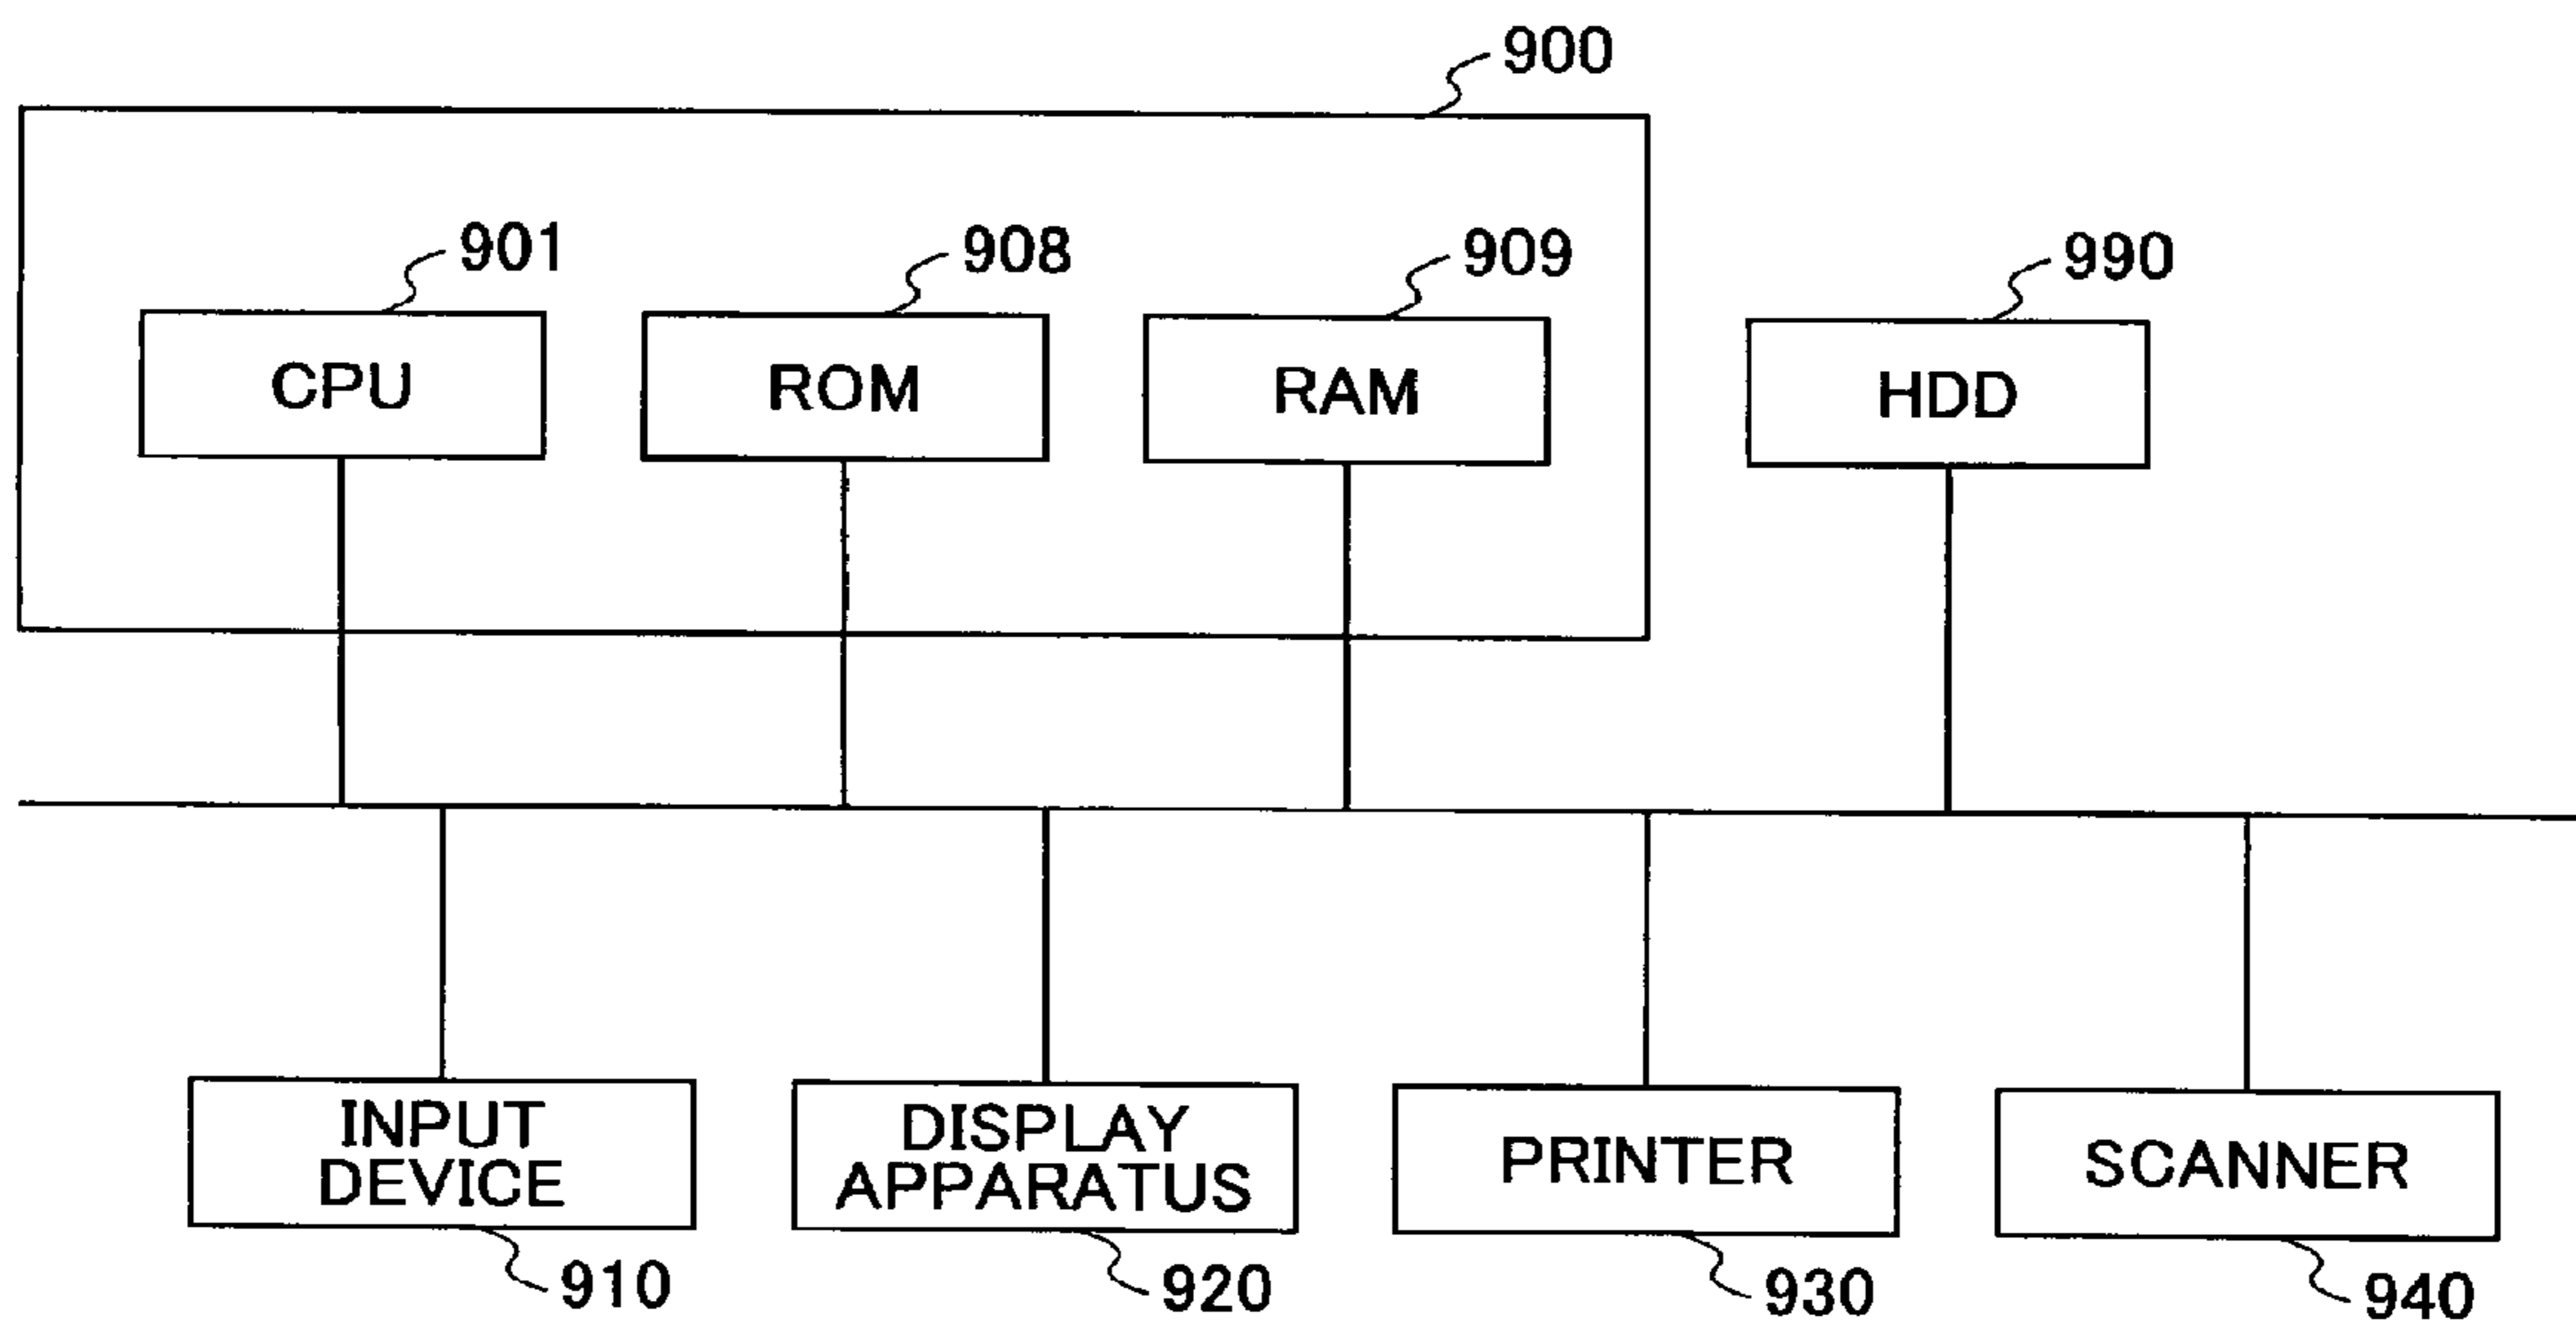 900
901
908
909
990
CPU
ROM
RAM
HDD
INPUT
DEVICE
DISPLAY
APPARATUS
PRINTER
SCANNER
910
920
930
940